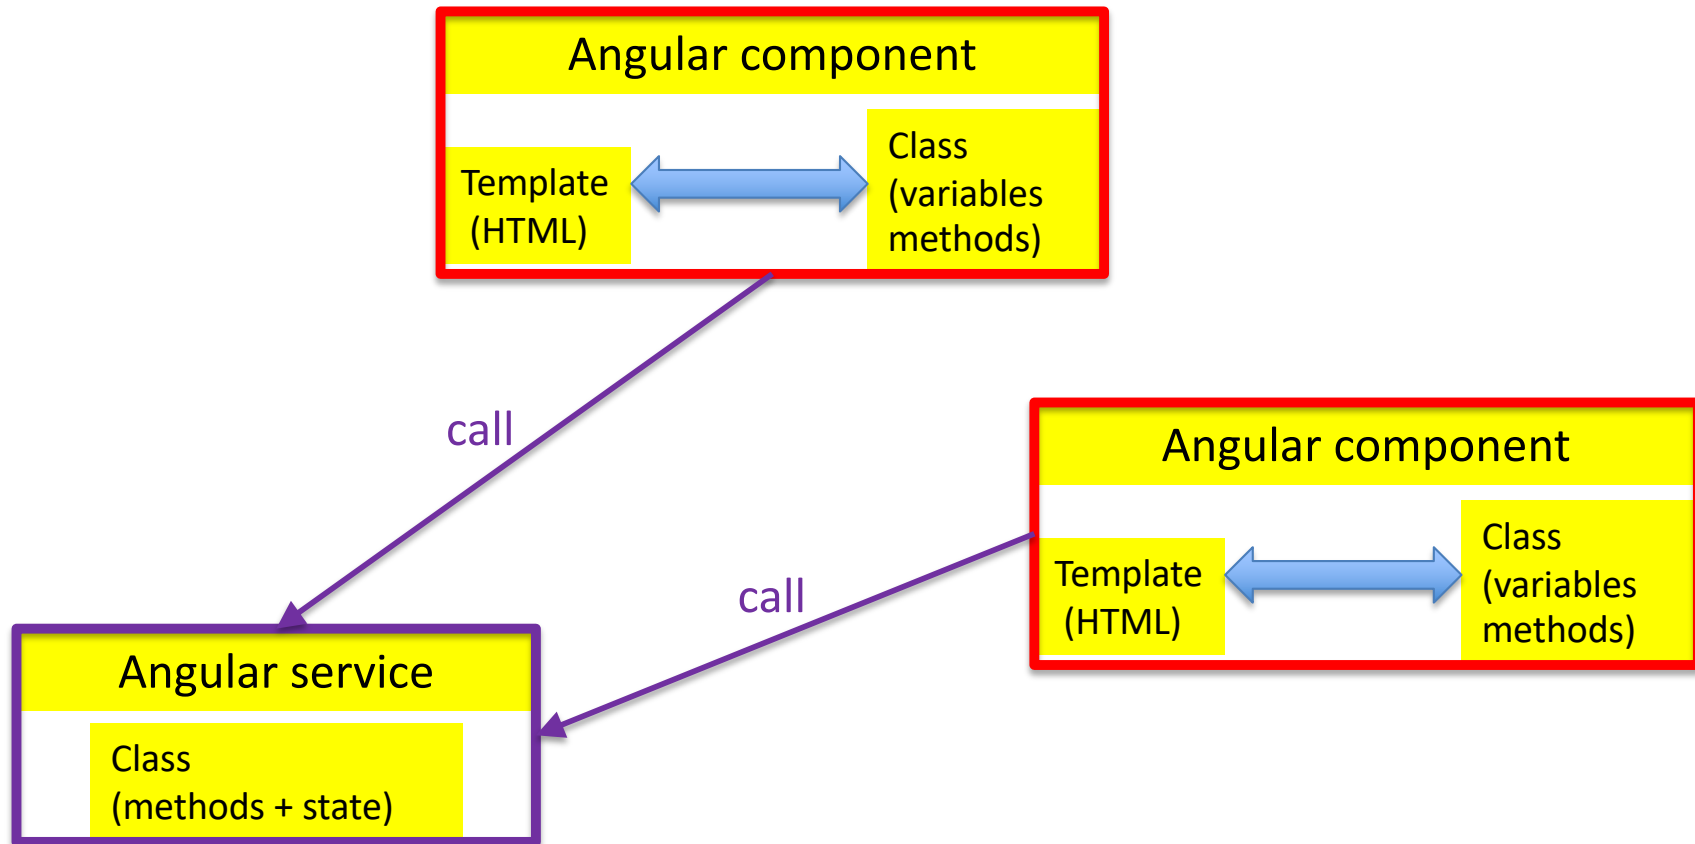 Angular component
Template
(HTML)
Class
(variables
methods)
call
Angular component
Template
(HTML)
Class
(variables
methods)
call
Angular service
Class
(methods + state)